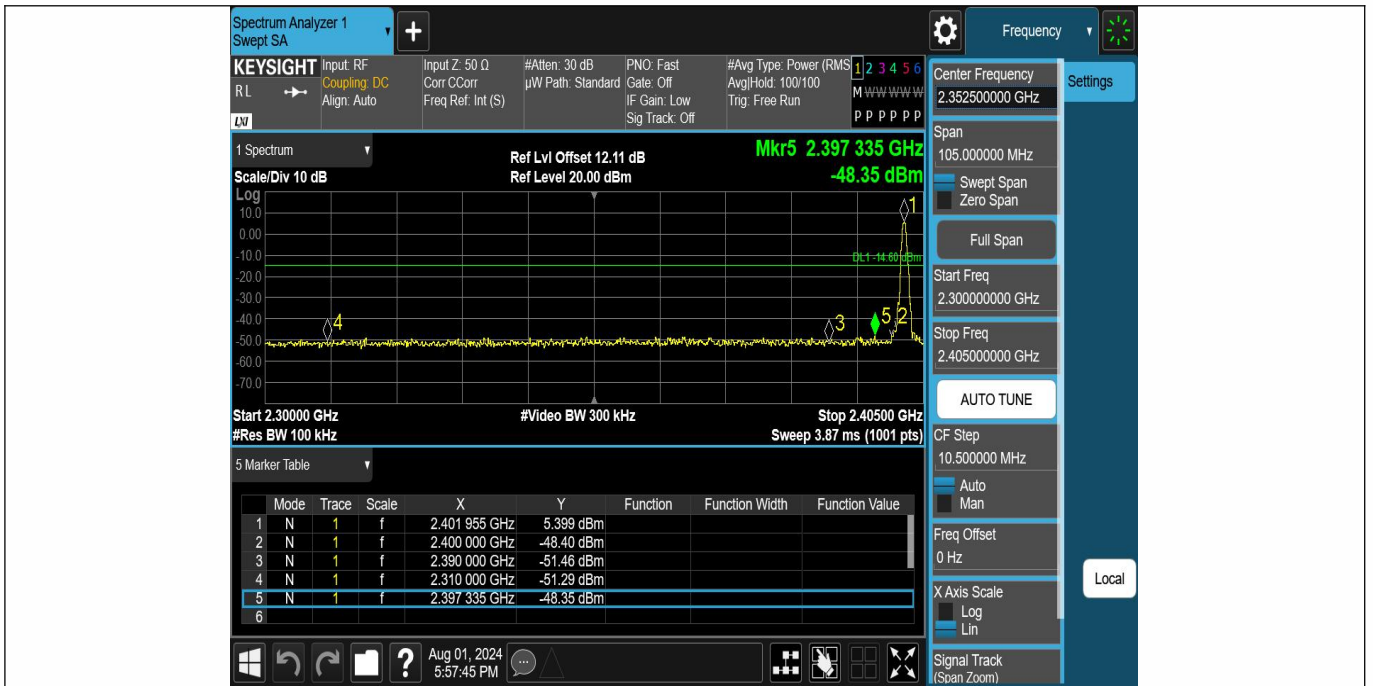 Spectrum Analyzer 1
Swept SA
+
Frequency
KEYSIGHT
RL
LXI
Input: RF
Coupling: DC
Align: Auto
Input Z: 50 Ω
Corr CCorr
Freq Ref: Int (S)
#Atten: 30 dB
µW Path: Standard
PNO: Fast
Gate: Off
IF Gain: Low
Sig Track: Off
#Avg Type: Power (RMS
Avg|Hold: 100/100
Trig: Free Run
1 2 3 4 5 6
M W W W W W
P P P P P P
1 Spectrum
Scale/Div 10 dB
Ref Lvl Offset 12.11 dB
Ref Level 20.00 dBm
Mkr5 2.397 335 GHz
-48.35 dBm
Log
10.0
0.00
-10.0
-20.0
-30.0
-40.0
-50.0
-60.0
-70.0
1
DL1 -14.60 dBm
4
3
5
2
Start 2.30000 GHz
#Video BW 300 kHz
Stop 2.40500 GHz
#Res BW 100 kHz
Sweep 3.87 ms (1001 pts)
5 Marker Table
Mode Trace Scale X Y Function Function Width Function Value
1 N 1 f 2.401 955 GHz 5.399 dBm
2 N 1 f 2.400 000 GHz -48.40 dBm
3 N 1 f 2.390 000 GHz -51.46 dBm
4 N 1 f 2.310 000 GHz -51.29 dBm
5 N 1 f 2.397 335 GHz -48.35 dBm
6
Aug 01, 2024
5:57:45 PM
?
Center Frequency
2.352500000 GHz
Span
105.000000 MHz
Swept Span
Zero Span
Full Span
Start Freq
2.300000000 GHz
Stop Freq
2.405000000 GHz
AUTO TUNE
CF Step
10.500000 MHz
Auto
Man
Freq Offset
0 Hz
X Axis Scale
Log
Lin
Signal Track
(Span Zoom)
Settings
Local